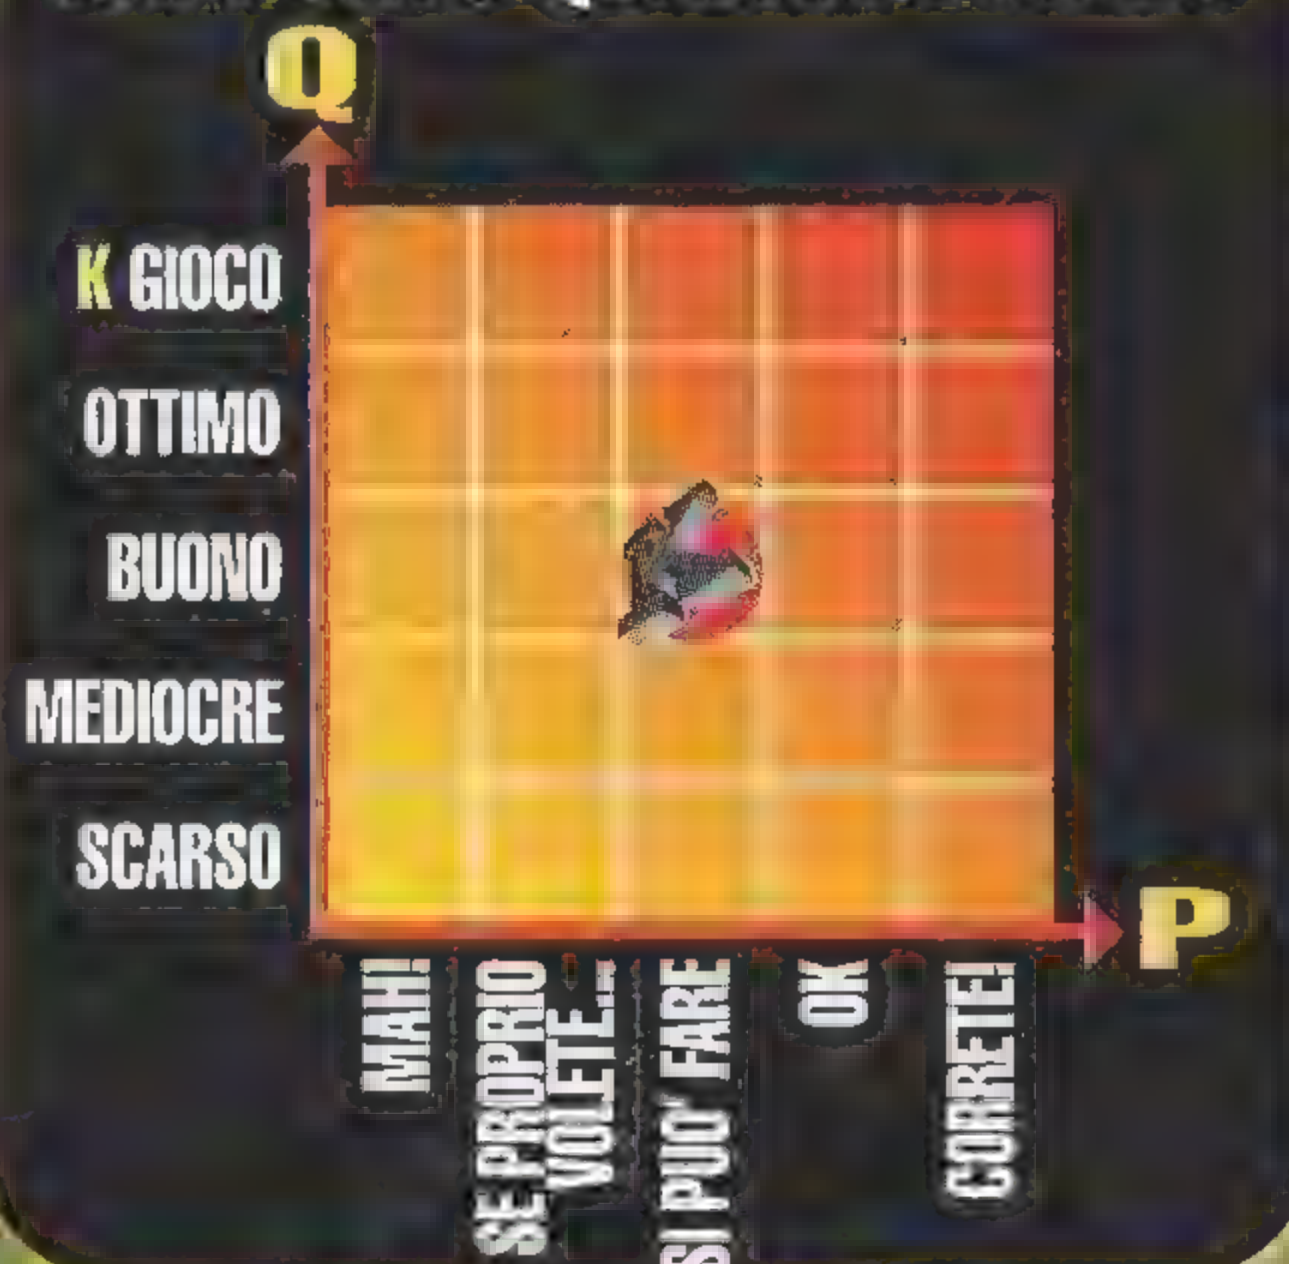 Q
K GIOCO
OTTIMO
BUONO
MEDIOCRE
SCARSO
P
MAH!
SE PROPRIO
VOLETE...
SI PUO' FARE
OK
CORRETE!